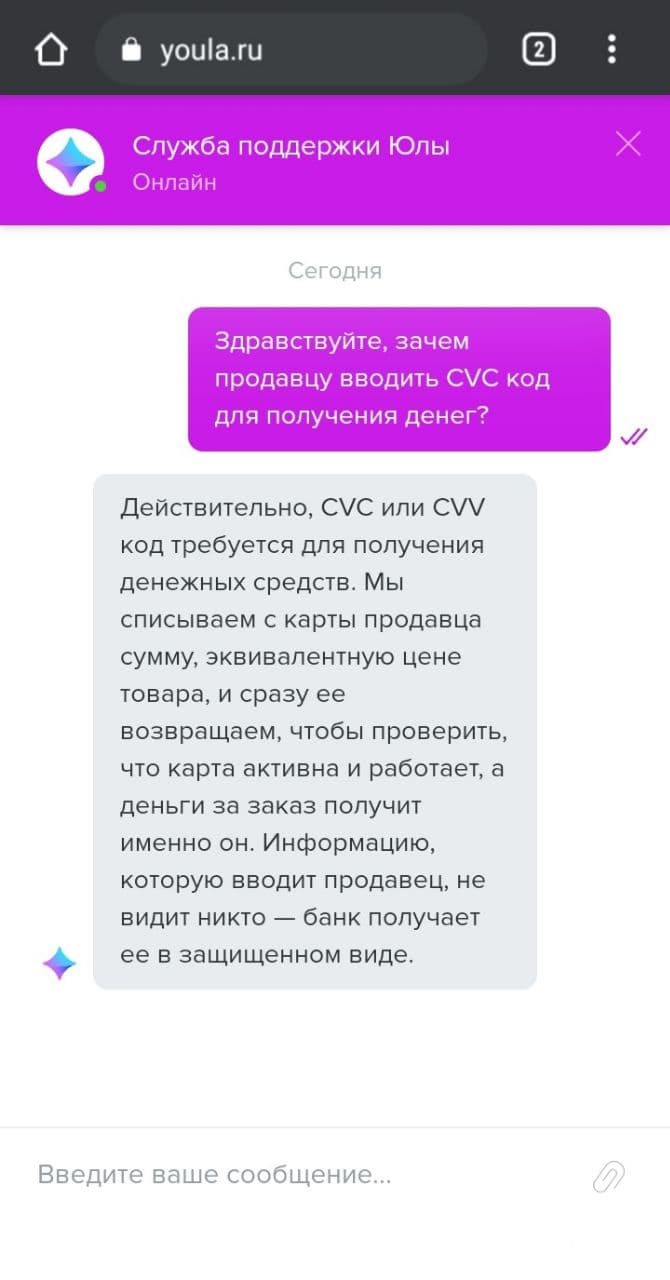 youla.ru
2
Служба поддержки Юлы
Онлайн
Сегодня
Здравствуйте, зачем
продавцу вводить CVC код
для получения денег?
Действительно, CVC или CVV
код требуется для получения
денежных средств. Мы
списываем с карты продавца
сумму, эквивалентную цене
товара, и сразу ее
возвращаем, чтобы проверить,
что карта активна и работает, а
деньги за заказ получит
именно он. Информацию,
которую вводит продавец, не
видит никто — банк получает
ее в защищенном виде.
Введите ваше сообщение...